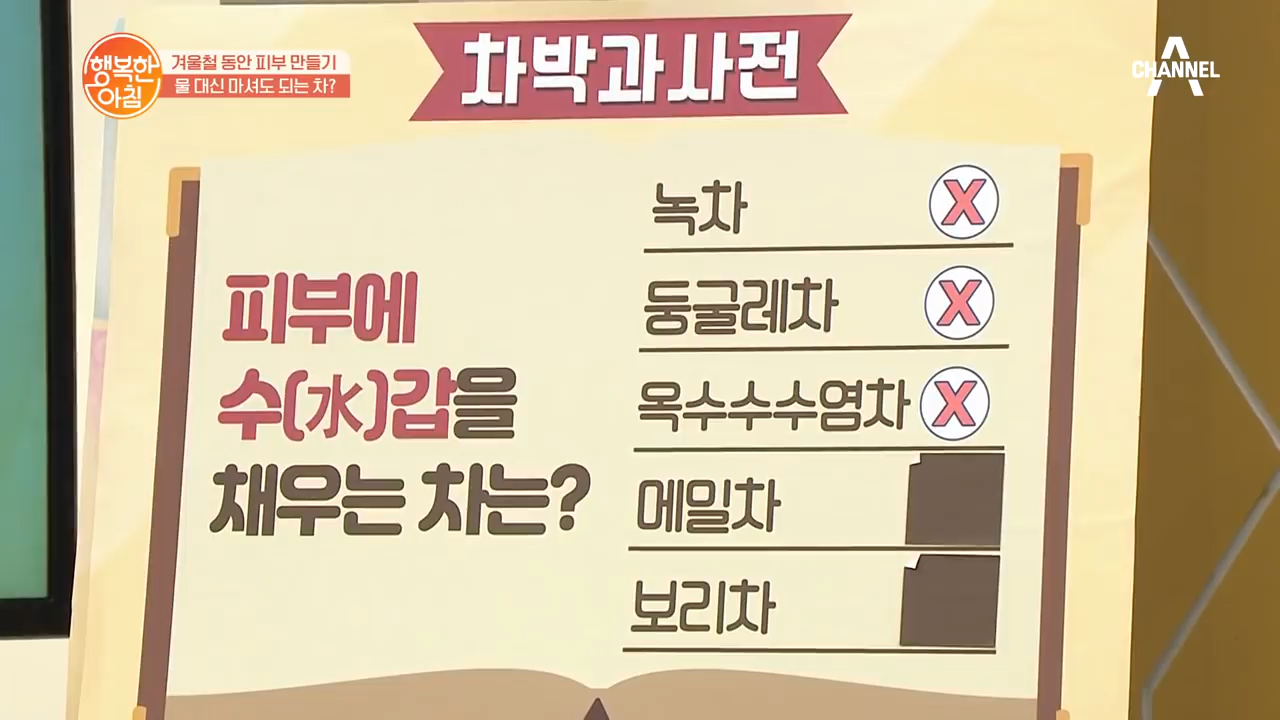 행복한 아침
겨울철 동안 피부 만들기
물 대신 마셔도 되는 차?
CHANNEL A
차박과사전
피부에
수(水)갑을
채우는 차는?
녹차 X
둥굴레차 X
옥수수수염차 X
메밀차
보리차